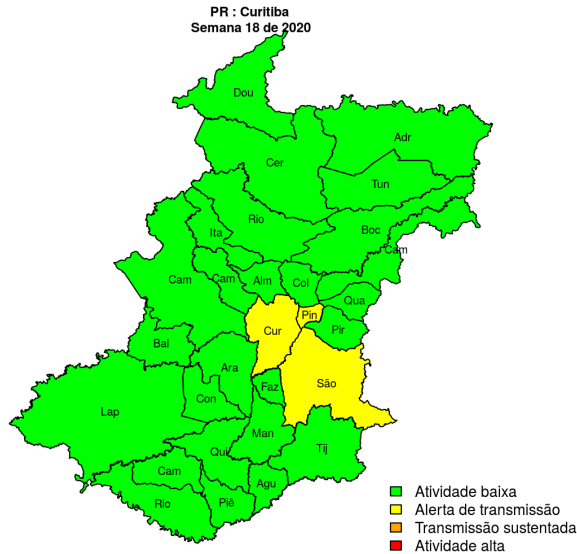 PR : Curitiba
Semana 18 de 2020
Dou
Adr
Cer
Tun
Rio
Ita
Boc
Cam
Cam
Cam
Alm
Col
Qua
Pin
Cur
Pir
Bal
Ara
Faz
São
Con
Lap
Man
Qui
Tij
Cam
Agu
Rio
Piê
Atividade baixa
Alerta de transmissão
Transmissão sustentada
Atividade alta